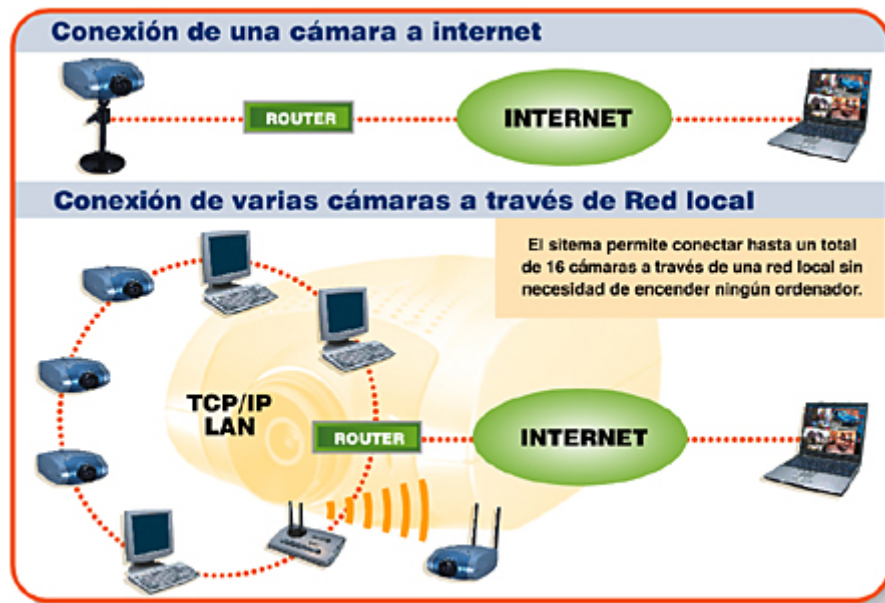 Conexión de una cámara a internet
ROUTER
INTERNET
Conexión de varias cámaras a través de Red local
El sitema permite conectar hasta un total
de 16 cámaras a través de una red local sin
necesidad de encender ningún ordenador.
TCP/IP
LAN
ROUTER
INTERNET